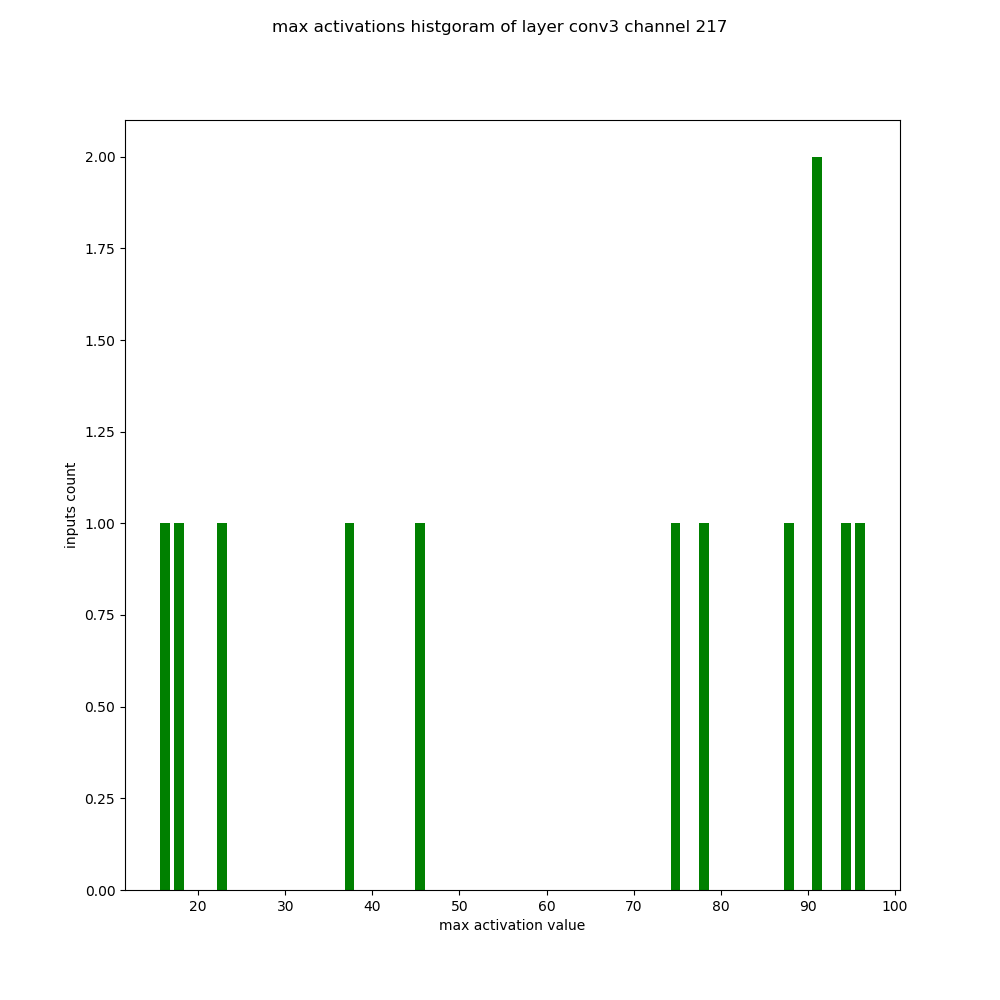 max activations histgoram of layer conv3 channel 217
2.00
1.75
1.50
1.25
1.00
0.75
0.50
0.25
0.00
inputs count
20 30 40 50 60 70 80 90 100
max activation value